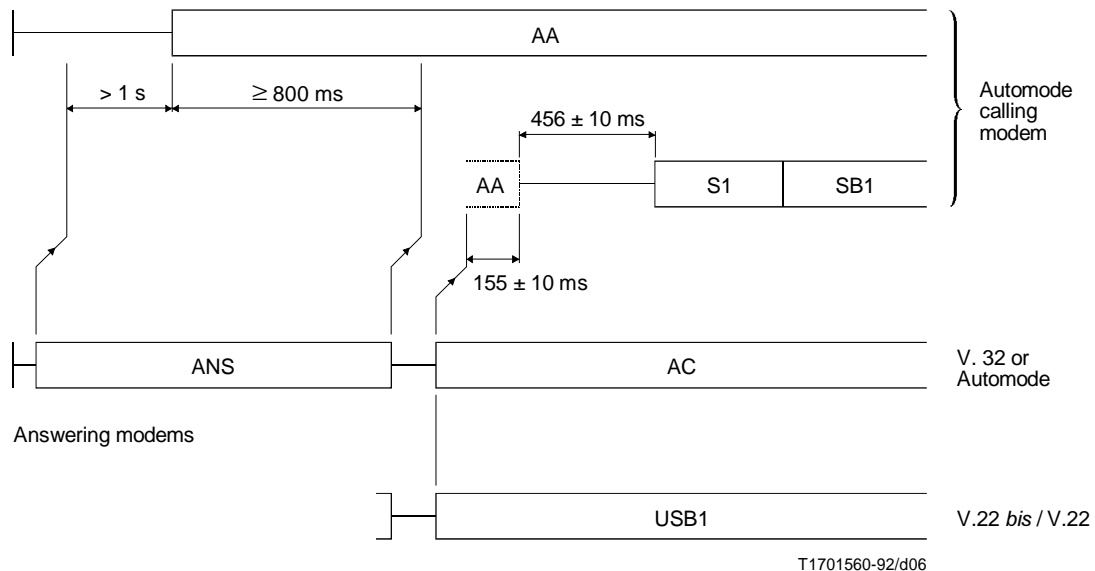 AA
> 1 s
≥ 800 ms
Automode
calling
modem
456 ± 10 ms
AA
S1
SB1
155 ± 10 ms
ANS
AC
V. 32 or
Automode
Answering modems
USB1
V.22 bis / V.22
T1701560-92/d06